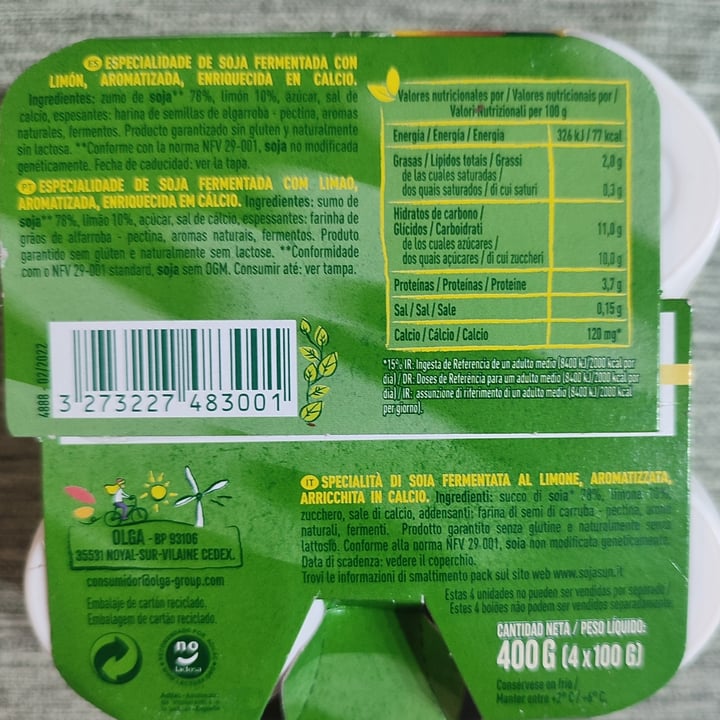 ES ESPECIALIDADE DE SOJA FERMENTADA CON
LIMÓN, AROMATIZADA, ENRIQUECIDA EN CALCIO.
Ingredientes: zumo de soja** 78%, limón 10%, azúcar, sal de
calcio, espesantes: harina de semillas de algarroba - pectina, aromas
naturales, fermentos. Producto garantizado sin gluten y naturalmente
sin lactosa. **Conforme con la norma NFV 29-001, soja no modificada
genéticamente. Fecha de caducidad: ver la tapa.
PT ESPECIALIDADE DE SOJA FERMENTADA COM LIMAO,
AROMATIZADA, ENRIQUECIDA EM CÁLCIO. Ingredientes: sumo de
soja** 78%, limão 10%, açúcar, sal de cálcio, espessantes: farinha de
grãos de alfarroba - pectina, aromas naturais, fermentos. Produto
garantido sem glúten e naturalmente sem lactose. **Conformidade
com o NFV 29-001 standard, soja sem OGM. Consumir até: ver tampa.
4888 - 02/2022
3 273227 483001
Valores nutricionales por / Valores nutricionais por /
Valori Nutrizionali per 100 g
Energía / Energia / Energia 326 kJ / 77 kcal
Grasas / Lípidos totais / Grassi 2,0 g
de las cuales saturadas /
dos quais saturados / di cui saturi 0,3 g
Hidratos de carbono /
Glícidos / Carboidrati 11,0 g
de los cuales azúcares /
dos quais açúcares / di cui zuccheri 10,0 g
Proteínas / Proteínas / Proteine 3,7 g
Sal / Sal / Sale 0,15 g
Calcio / Cálcio / Calcio 120 mg*
*15% IR: Ingesta de Referencia de un adulto medio (8400 kJ/2000 kcal por
día) / DR: Doses de Referência para um adulto médio (8400 kJ/2000 kcal por
dia) / IR: assunzione di riferimento di un adulto medio (8400 kJ/2000 kcal
per giorno).
OLGA - BP 93106
35531 NOYAL-SUR-VILAINE CEDEX.
consumidor@olga-group.com
Embalaje de cartón reciclado.
Embalagem de cartão reciclado.
no
IT SPECIALITÀ DI SOIA FERMENTATA AL LIMONE, AROMATIZZATA,
ARRICCHITA IN CALCIO. Ingredienti: succo di soia* 78%, limone 10%,
zucchero, sale di calcio, addensanti: farina di semi di carruba - pectina, aromi
naturali, fermenti. Prodotto garantito senza glutine e naturalmente senza
lattosio. Conforme alla norma NFV 29.001, soia non modificata geneticamente.
Data di scadenza: vedere il coperchio.
Trovi le informazioni di smaltimento pack sul sito web www.sojasun.it
Estas 4 unidades no pueden ser vendidas por separado /
Estes 4 boiões não podem ser vendidos separadamente.
CANTIDAD NETA / PESO LÍQUIDO:
400 G (4 x 100 G)
Consérvese en frío /
Manter entre +2° C / +6° C.